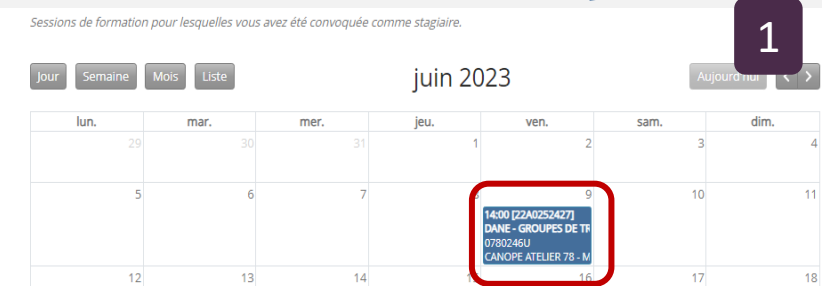 Sessions de formation pour lesquelles vous avez été convoquée comme stagiaire.
1
Jour Semaine Mois Liste juin 2023 Aujourd'hui < >
lun. mar. mer. jeu. ven. sam. dim.
29 30 31 1 2 3 4
5 6 7 8 9 10 11
14:00 [22A0252427]
DANE - GROUPES DE TR
0780246U
CANOPE ATELIER 78 - M
12 13 14 15 16 17 18